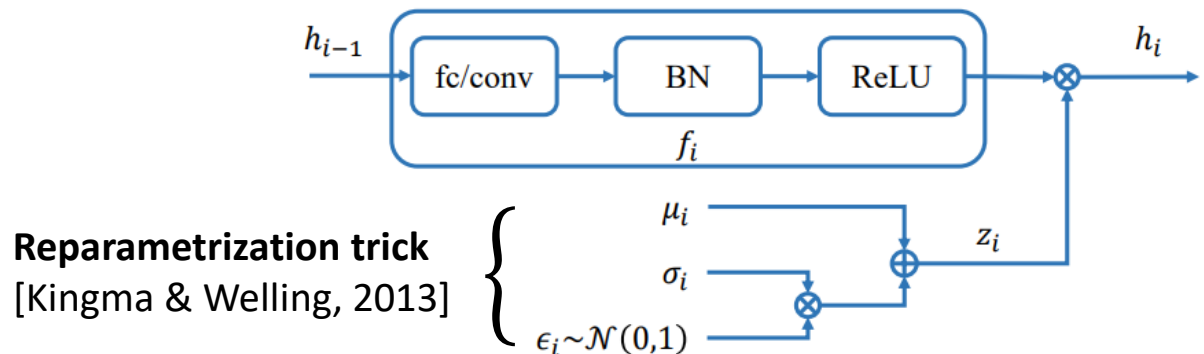 h_{i−1}
h_i
fc/conv
BN
ReLU
f_i
μ_i
z_i
Reparametrization trick
σ_i
[Kingma & Welling, 2013]
ϵ_i~𝒩(0,1)